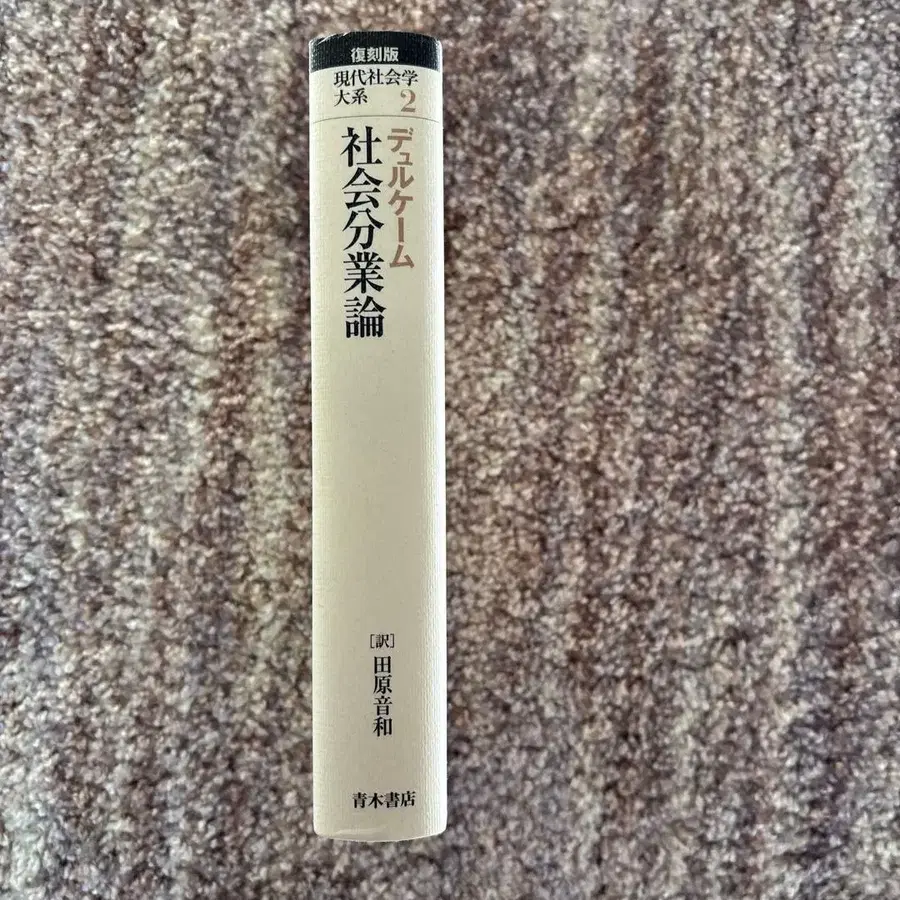 復刻版
現代社会学
大系 2
デュルケーム
社会分業論
[訳] 田原音和
青木書店